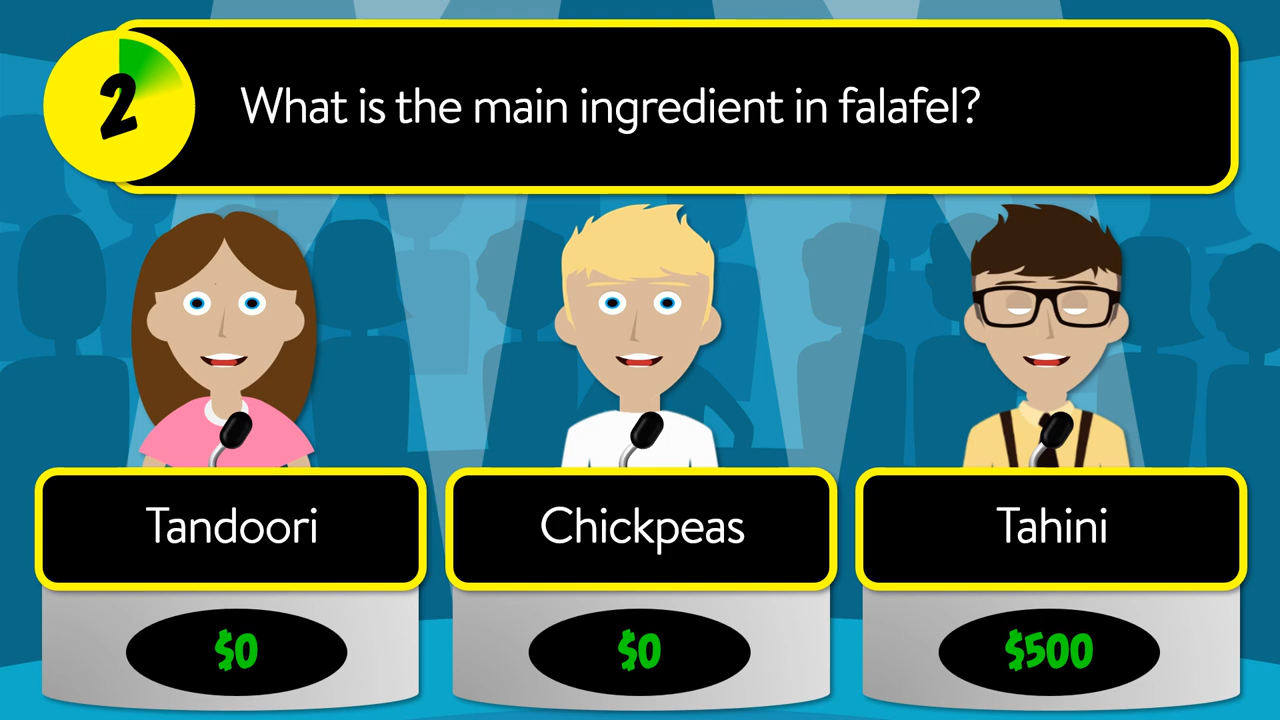 2
What is the main ingredient in falafel?
Tandoori
Chickpeas
Tahini
$0
$0
$500